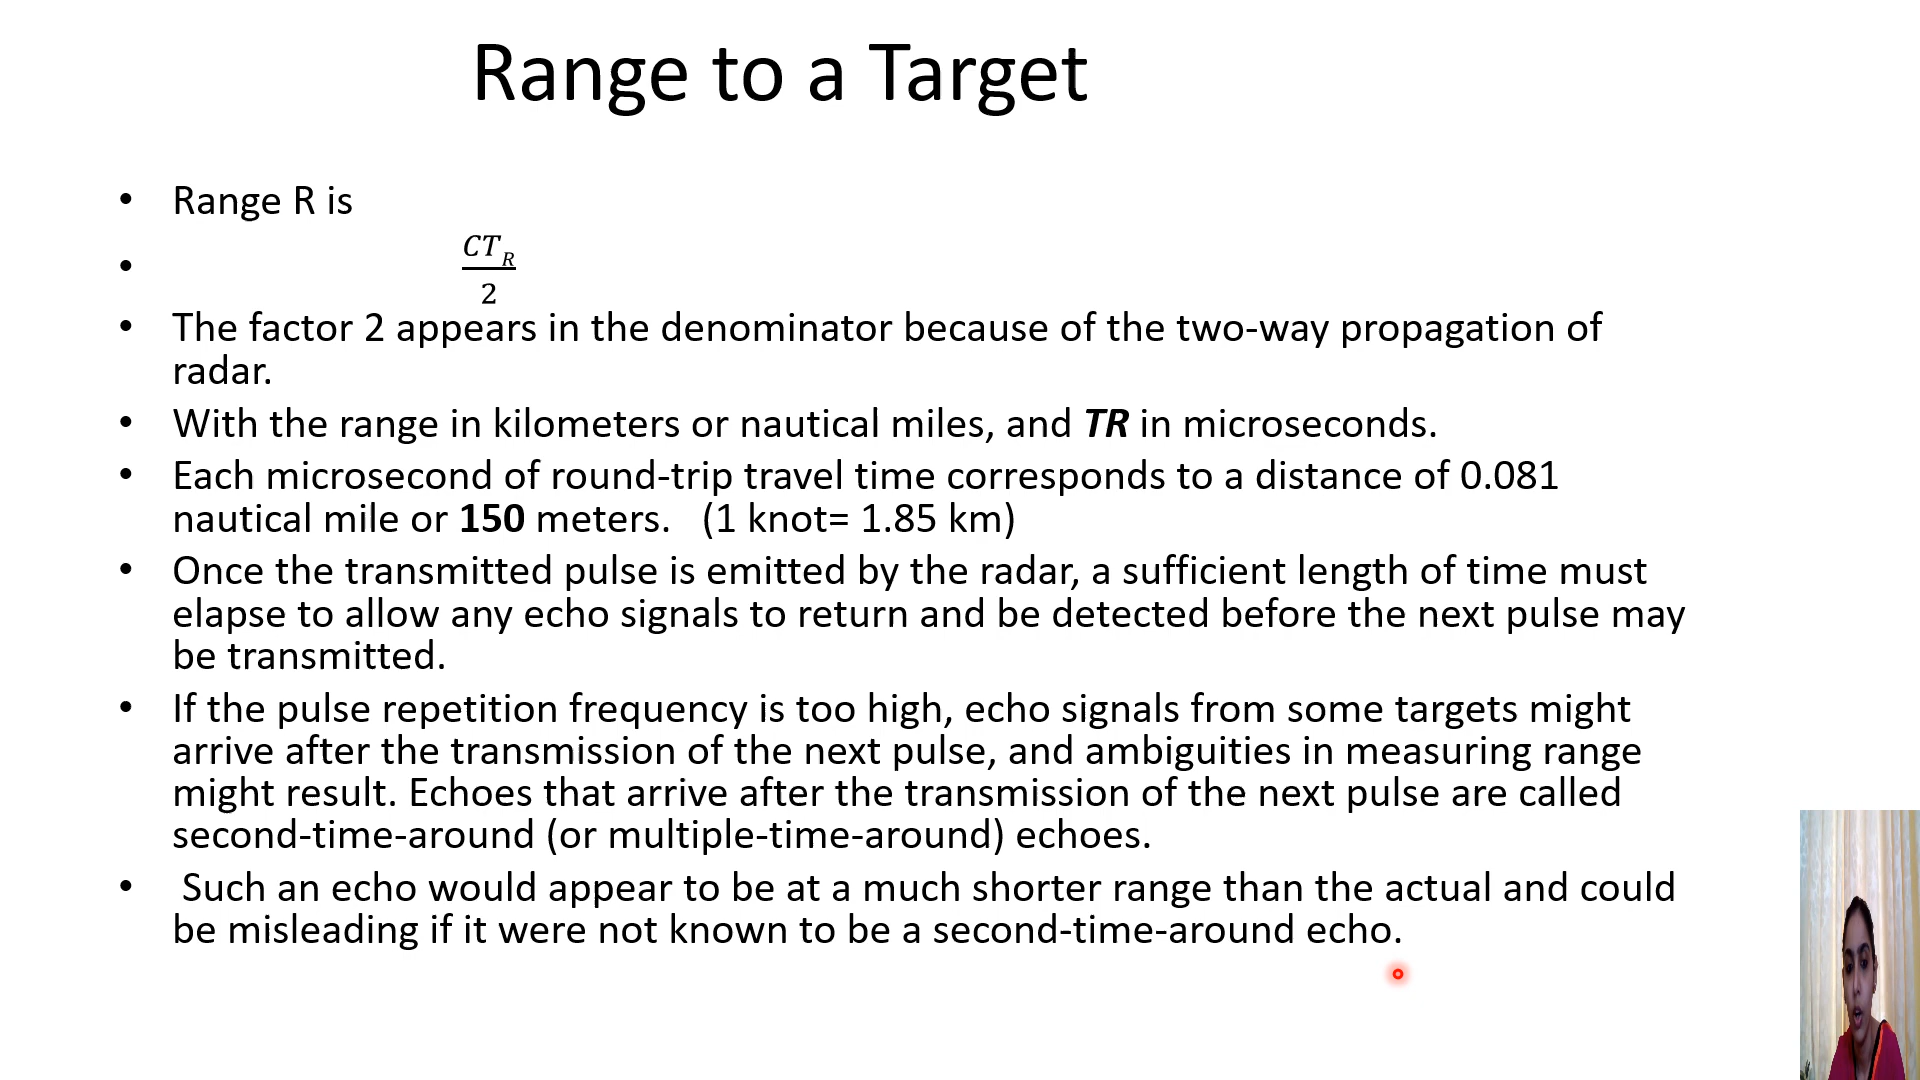 Range to a Target
• Range R is
• CT_R
2
• The factor 2 appears in the denominator because of the two-way propagation of
radar.
• With the range in kilometers or nautical miles, and TR in microseconds.
• Each microsecond of round-trip travel time corresponds to a distance of 0.081
nautical mile or 150 meters. (1 knot= 1.85 km)
• Once the transmitted pulse is emitted by the radar, a sufficient length of time must
elapse to allow any echo signals to return and be detected before the next pulse may
be transmitted.
• If the pulse repetition frequency is too high, echo signals from some targets might
arrive after the transmission of the next pulse, and ambiguities in measuring range
might result. Echoes that arrive after the transmission of the next pulse are called
second-time-around (or multiple-time-around) echoes.
• Such an echo would appear to be at a much shorter range than the actual and could
be misleading if it were not known to be a second-time-around echo.